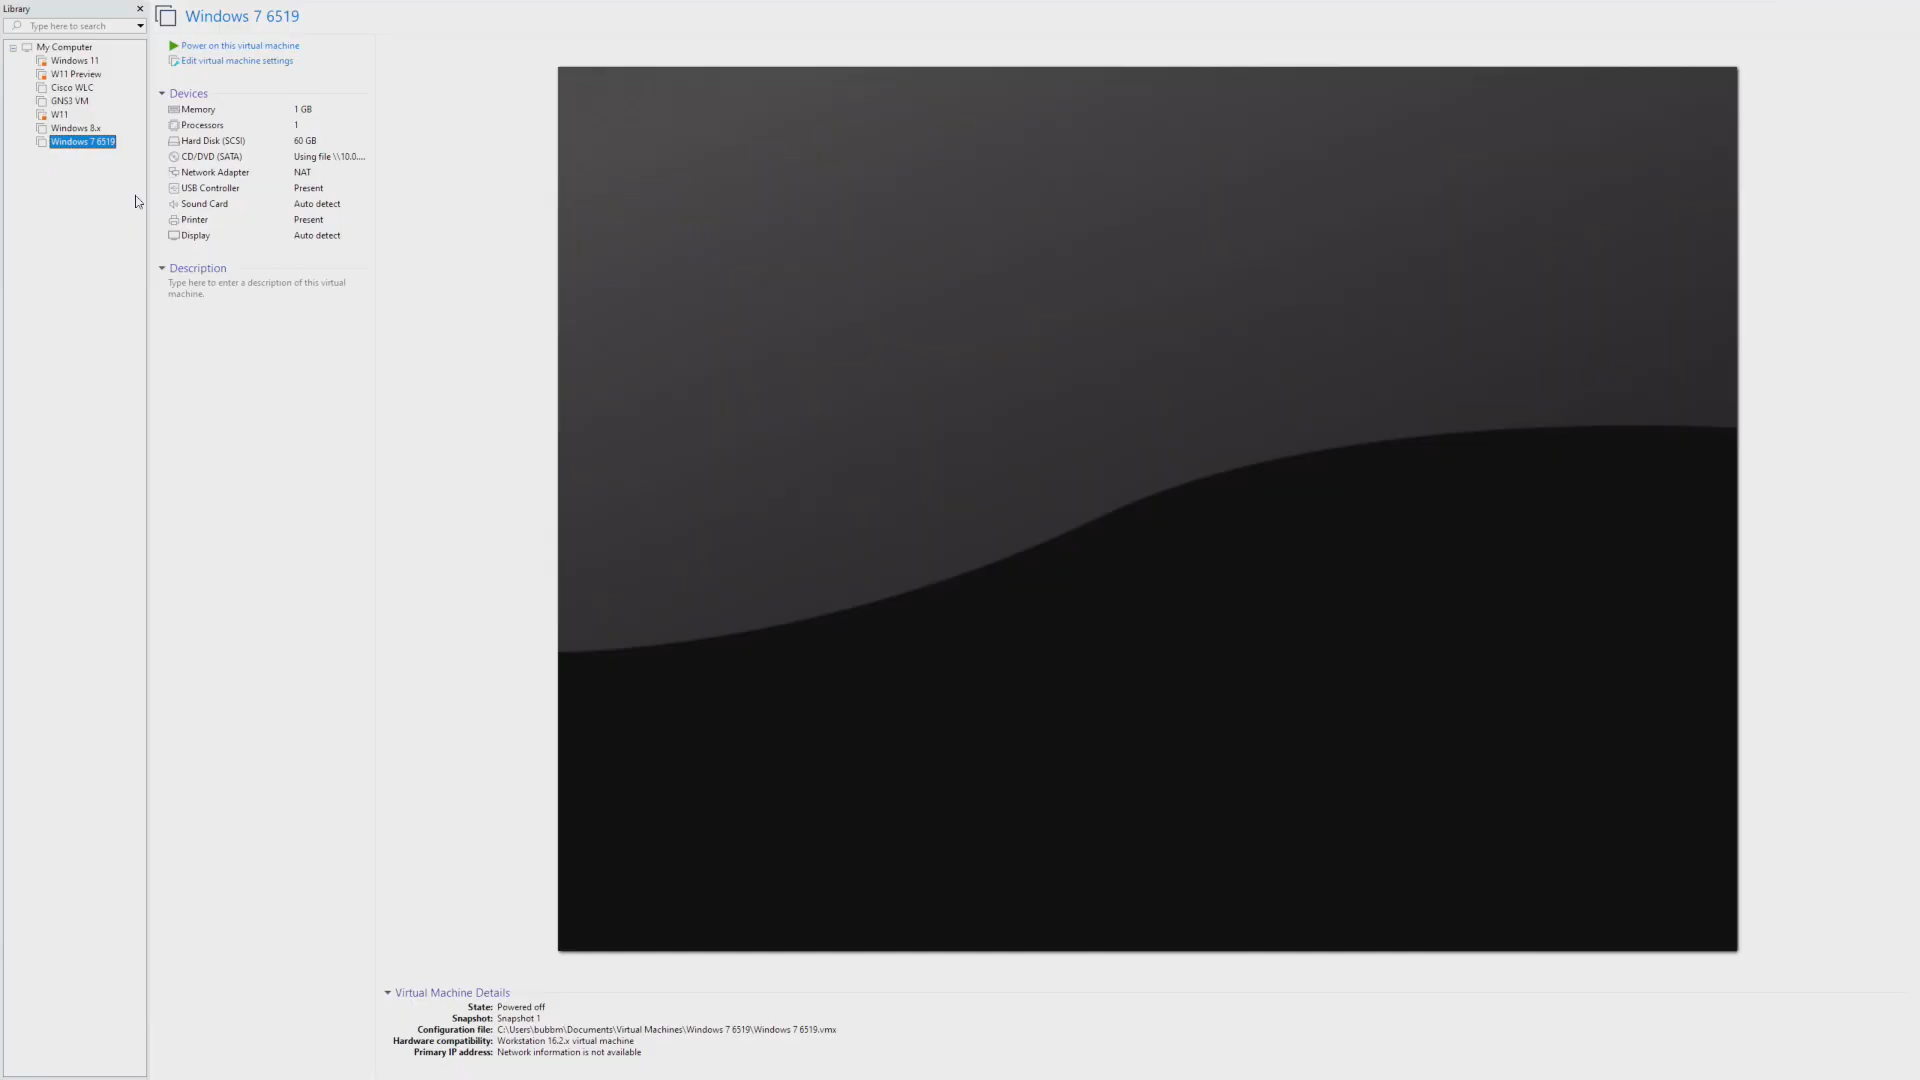 Library
Type here to search
My Computer
Windows 11
W11 Preview
Cisco WLC
GNS3 VM
W11
Windows 8.x
Windows 7 6519
Windows 7 6519
Power on this virtual machine
Edit virtual machine settings
Devices
Memory 1 GB
Processors 1
Hard Disk (SCSI) 60 GB
CD/DVD (SATA) Using file \\10.0....
Network Adapter NAT
USB Controller Present
Sound Card Auto detect
Printer Present
Display Auto detect
Description
Type here to enter a description of this virtual
machine.
Virtual Machine Details
State: Powered off
Snapshot: Snapshot 1
Configuration file: C:\Users\bubbm\Documents\Virtual Machines\Windows 7 6519\Windows 7 6519.vmx
Hardware compatibility: Workstation 16.2.x virtual machine
Primary IP address: Network information is not available